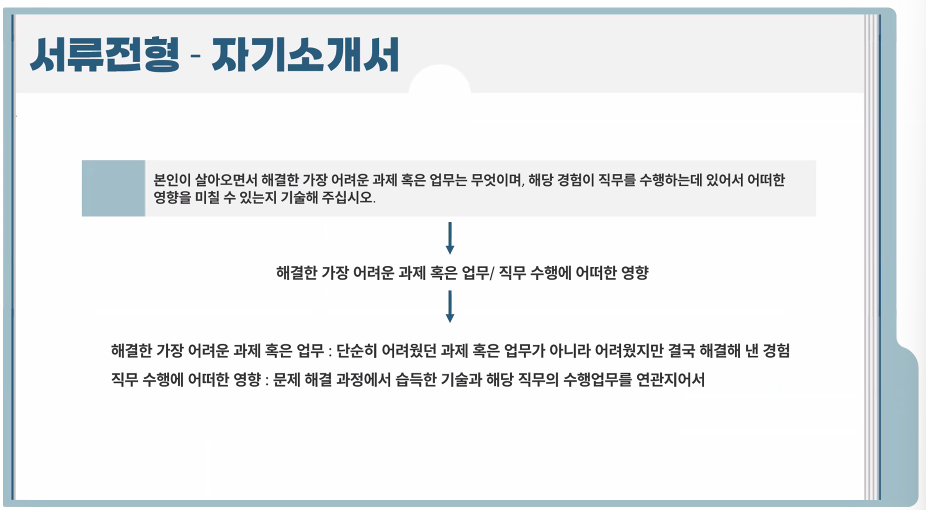 서류전형 - 자기소개서
본인이 살아오면서 해결한 가장 어려운 과제 혹은 업무는 무엇이며, 해당 경험이 직무를 수행하는데 있어서 어떠한
영향을 미칠 수 있는지 기술해 주십시오.
해결한 가장 어려운 과제 혹은 업무/ 직무 수행에 어떠한 영향
해결한 가장 어려운 과제 혹은 업무 : 단순히 어려웠던 과제 혹은 업무가 아니라 어려웠지만 결국 해결해 낸 경험
직무 수행에 어떠한 영향 : 문제 해결 과정에서 습득한 기술과 해당 직무의 수행업무를 연관지어서